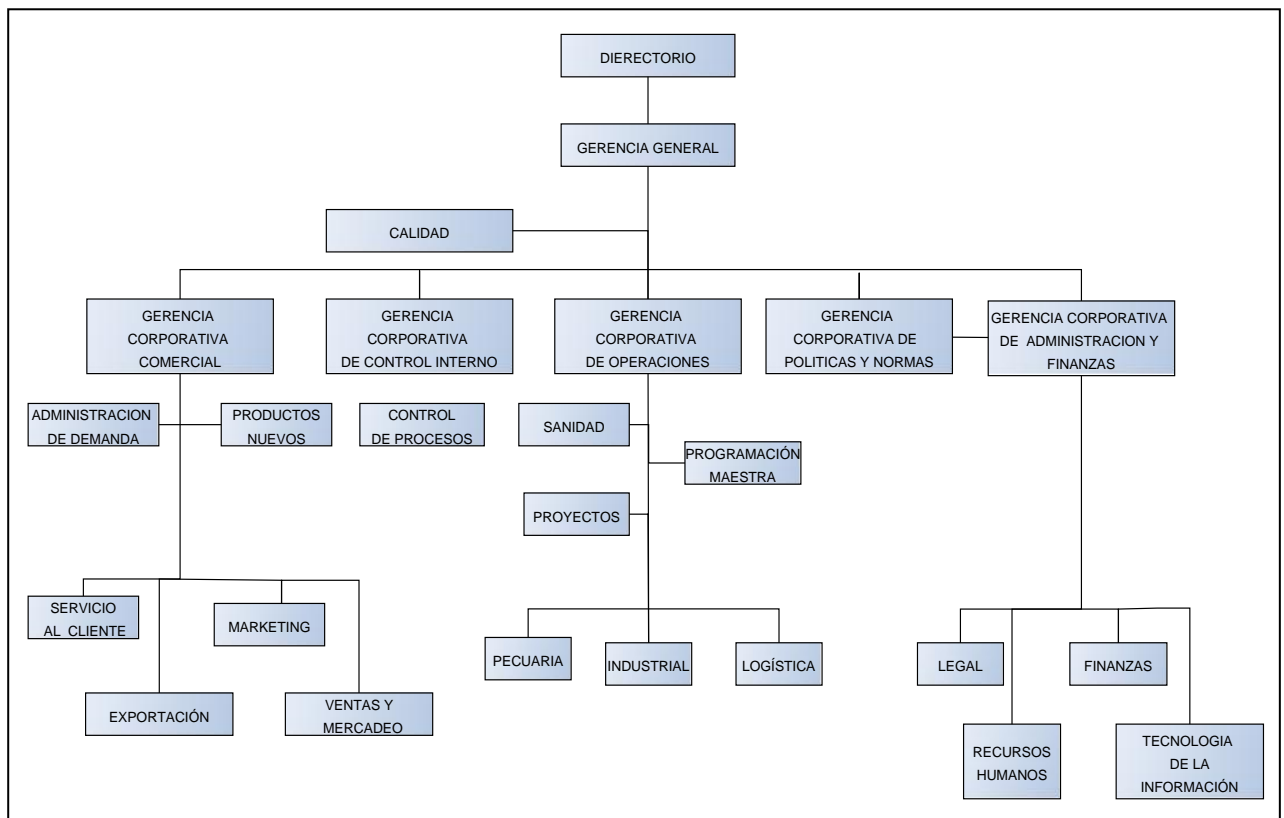 DIERECTORIO
GERENCIA GENERAL
CALIDAD
GERENCIA
CORPORATIVA
COMERCIAL
GERENCIA
CORPORATIVA
DE CONTROL INTERNO
GERENCIA
CORPORATIVA
DE OPERACIONES
GERENCIA
CORPORATIVA DE
POLITICAS Y NORMAS
GERENCIA CORPORATIVA
DE ADMINISTRACION Y
FINANZAS
ADMINISTRACION
DE DEMANDA
PRODUCTOS
NUEVOS
CONTROL
DE PROCESOS
SANIDAD
PROGRAMACIÓN
MAESTRA
PROYECTOS
SERVICIO
AL CLIENTE
MARKETING
EXPORTACIÓN
VENTAS Y
MERCADEO
PECUARIA
INDUSTRIAL
LOGÍSTICA
LEGAL
FINANZAS
RECURSOS
HUMANOS
TECNOLOGIA
DE LA
INFORMACIÓN